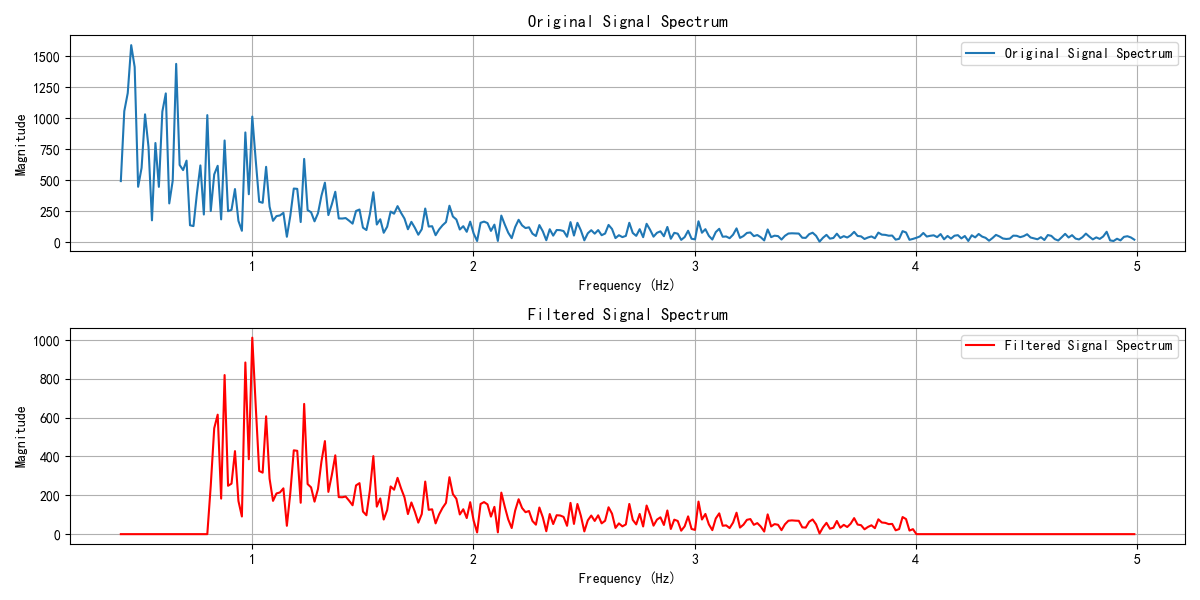 Original Signal Spectrum
Original Signal Spectrum
Magnitude
1500
1250
1000
750
500
250
0
1 2 3 4 5
Frequency (Hz)
Filtered Signal Spectrum
Filtered Signal Spectrum
Magnitude
1000
800
600
400
200
0
1 2 3 4 5
Frequency (Hz)